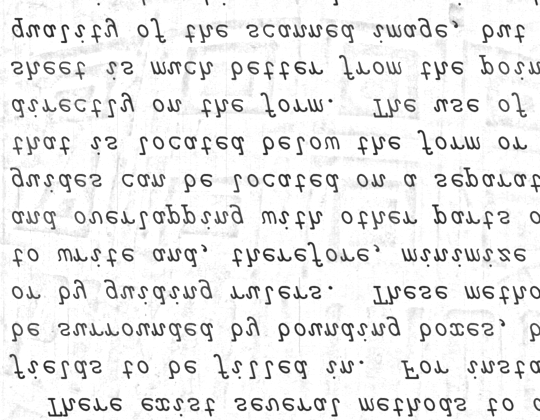 There exist several methods to
fields to be filled in. For insta
be surrounded by bounding boxes, b
or by guiding rulers. These metho
to write and, therefore, minimize
and overlapping with other parts o
guides can be located on a separat
that is located below the form or
directly on the form. The use of
sheet is much better from the poin
quality of the scanned image, but